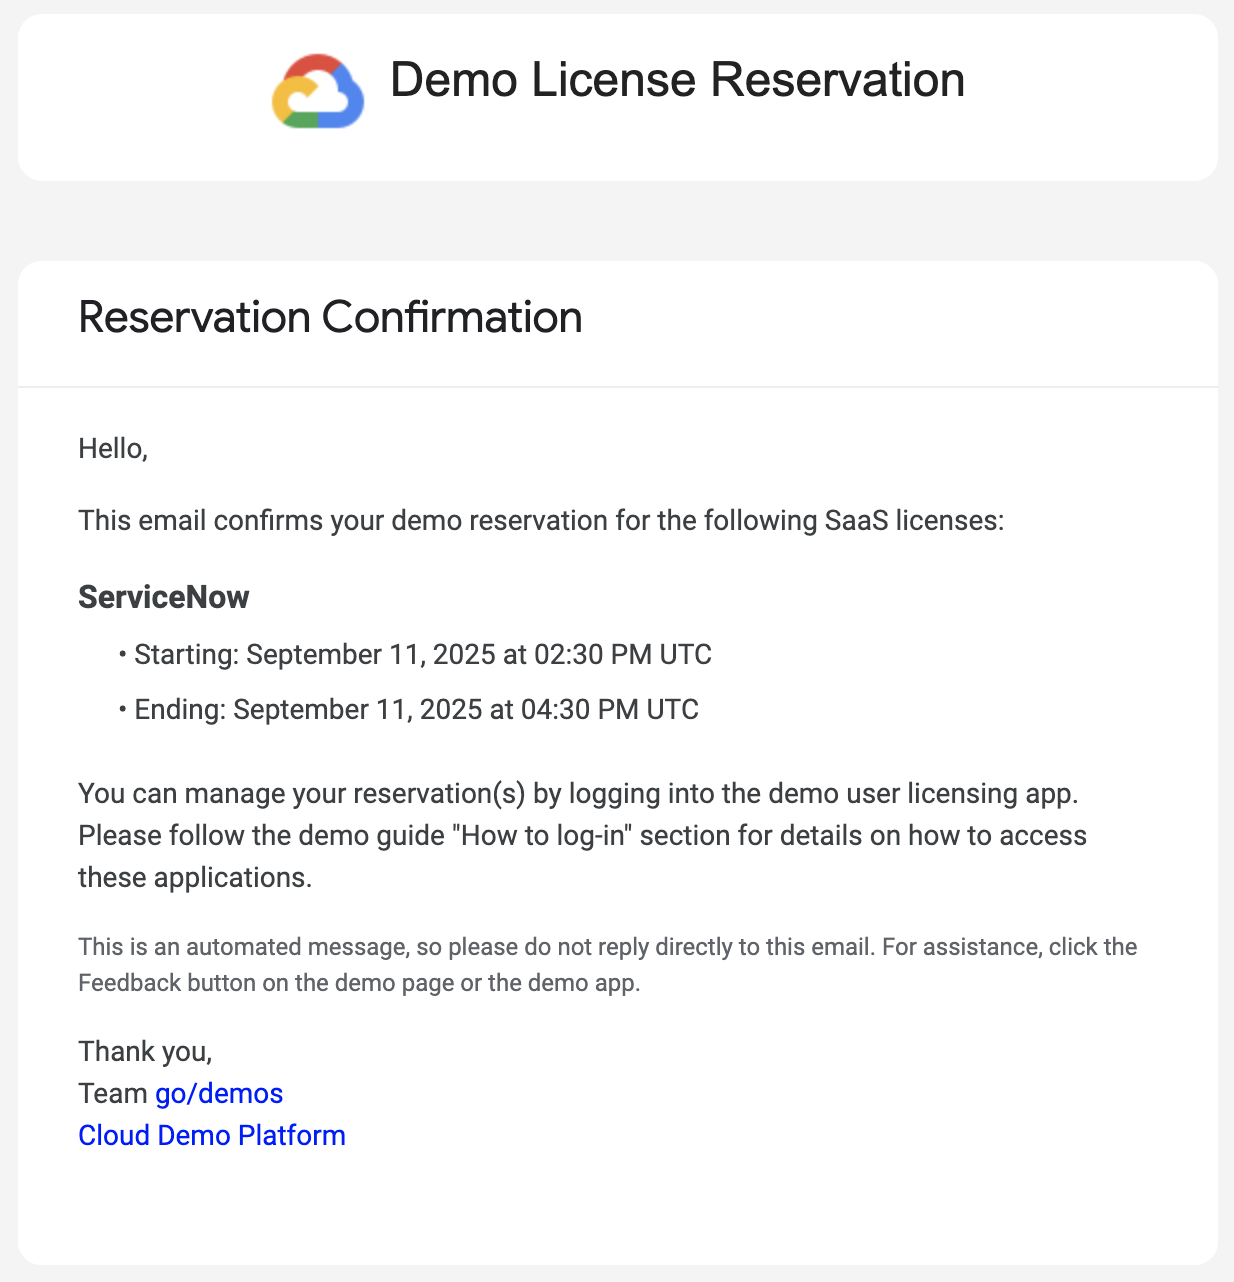 Demo License Reservation
Reservation Confirmation
Hello,
This email confirms your demo reservation for the following SaaS licenses:
ServiceNow
• Starting: September 11, 2025 at 02:30 PM UTC
• Ending: September 11, 2025 at 04:30 PM UTC
You can manage your reservation(s) by logging into the demo user licensing app.
Please follow the demo guide "How to log-in" section for details on how to access
these applications.
This is an automated message, so please do not reply directly to this email. For assistance, click the
Feedback button on the demo page or the demo app.
Thank you,
Team go/demos
Cloud Demo Platform